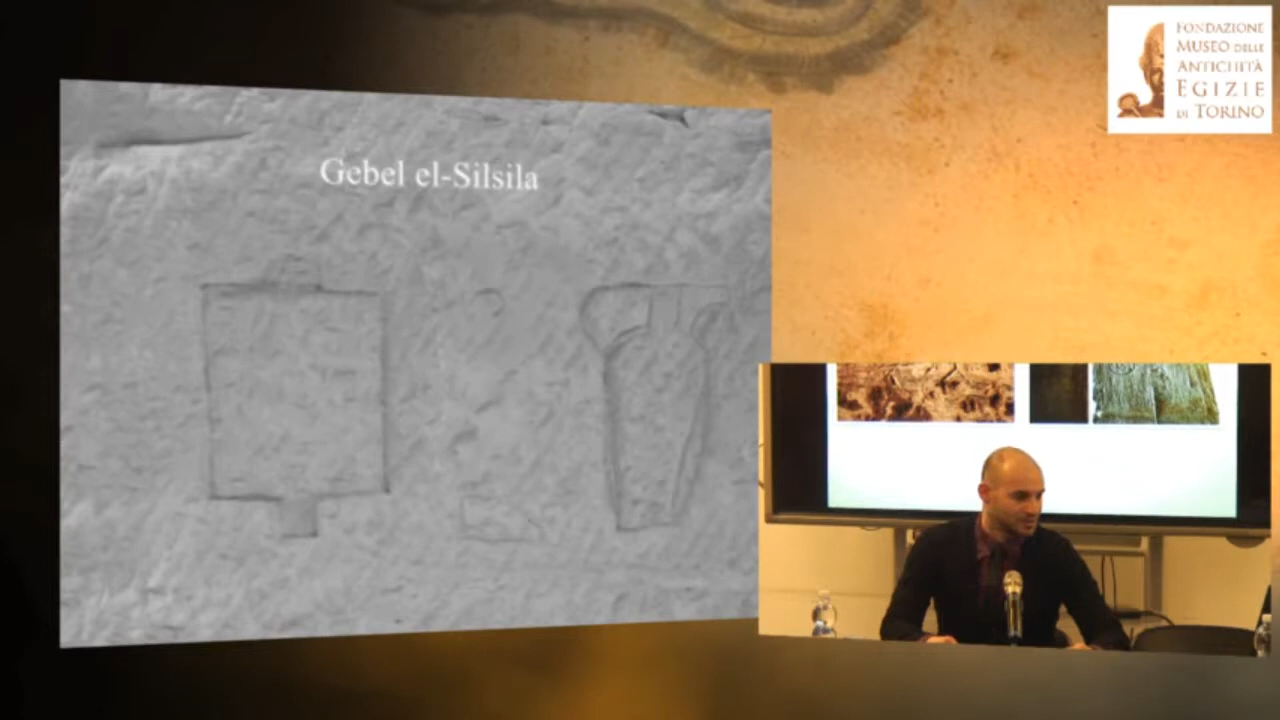 Gebel el-Silsila
FONDAZIONE
MUSEO DELLE
ANTICHITÀ
EGIZIE
DI TORINO